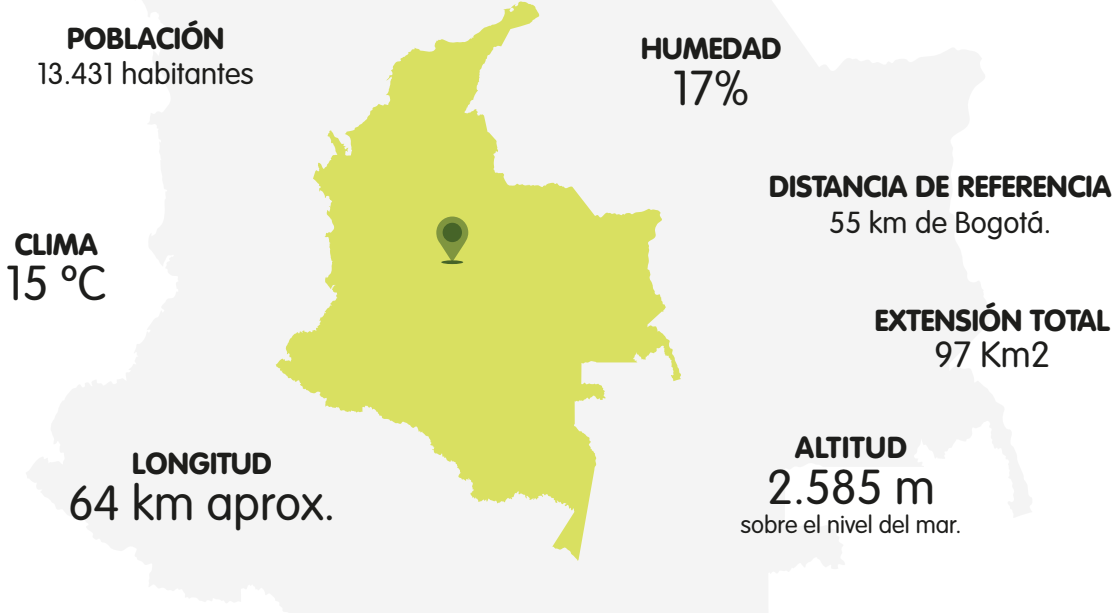 POBLACIÓN
13.431 habitantes
HUMEDAD
17%
DISTANCIA DE REFERENCIA
55 km de Bogotá.
CLIMA
15 ºC
EXTENSIÓN TOTAL
97 Km2
LONGITUD
64 km aprox.
ALTITUD
2.585 m
sobre el nivel del mar.